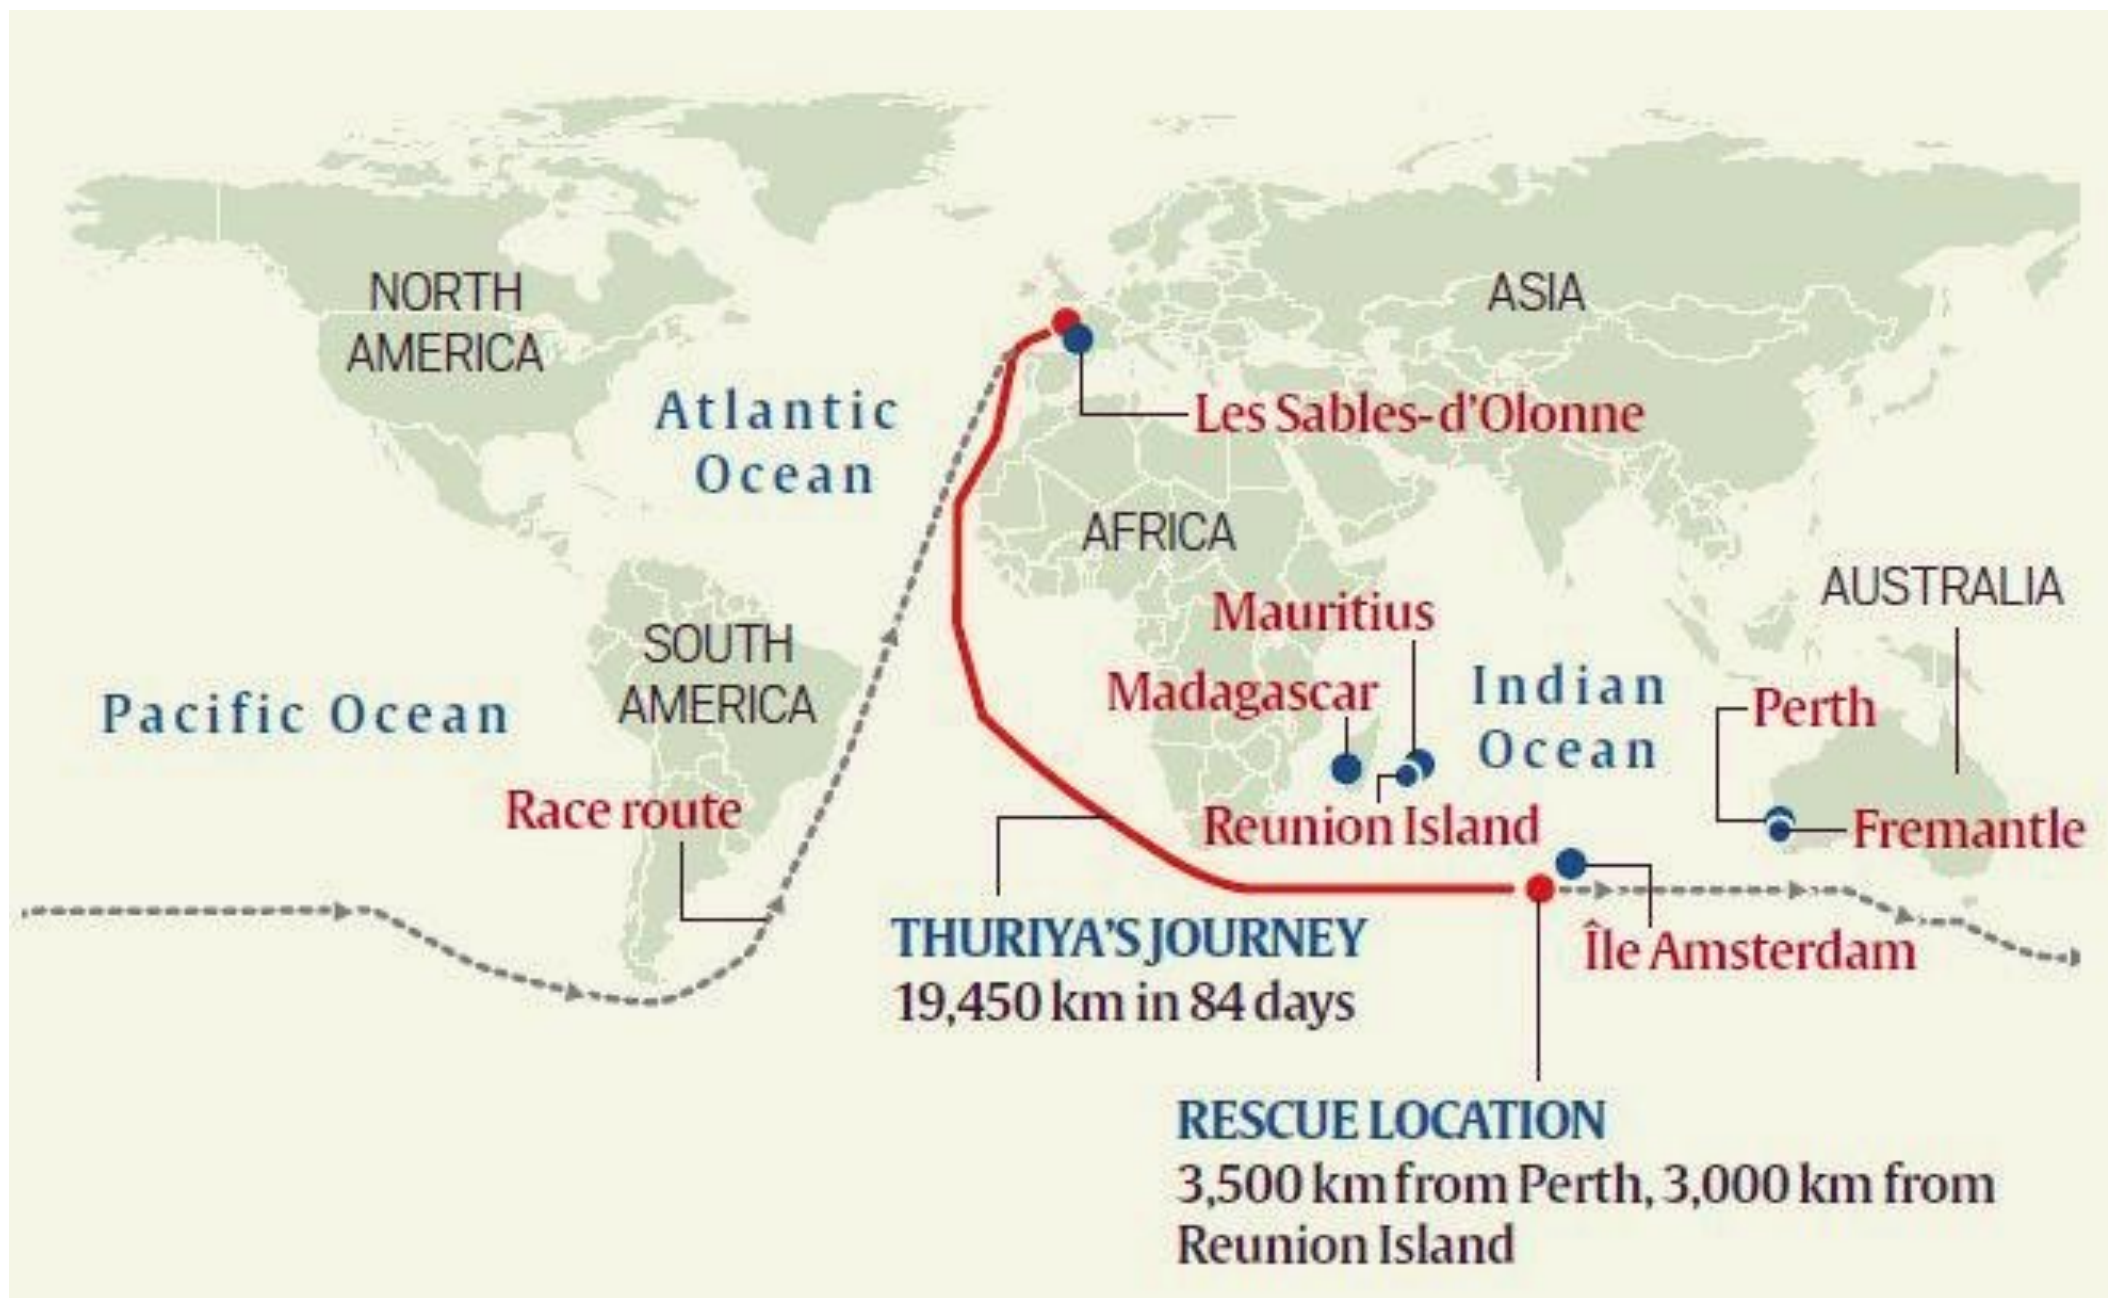 NORTH
AMERICA
ASIA
Atlantic
Ocean
Les Sables-d’Olonne
AFRICA
AUSTRALIA
Mauritius
SOUTH
AMERICA
Madagascar
Indian
Ocean
Pacific Ocean
Perth
Race route
Reunion Island
Fremantle
THURIYA’S JOURNEY
19,450 km in 84 days
Île Amsterdam
RESCUE LOCATION
3,500 km from Perth, 3,000 km from
Reunion Island